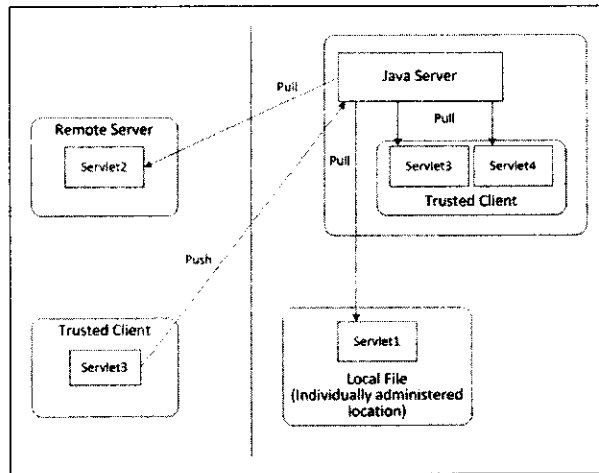 Java Server
Pull
Pull
Remote Server
Servlet2
Pull
Servlet3
Servlet4
Trusted Client
Push
Trusted Client
Servlet3
Servlet1
Local File
(Individually administered
location)